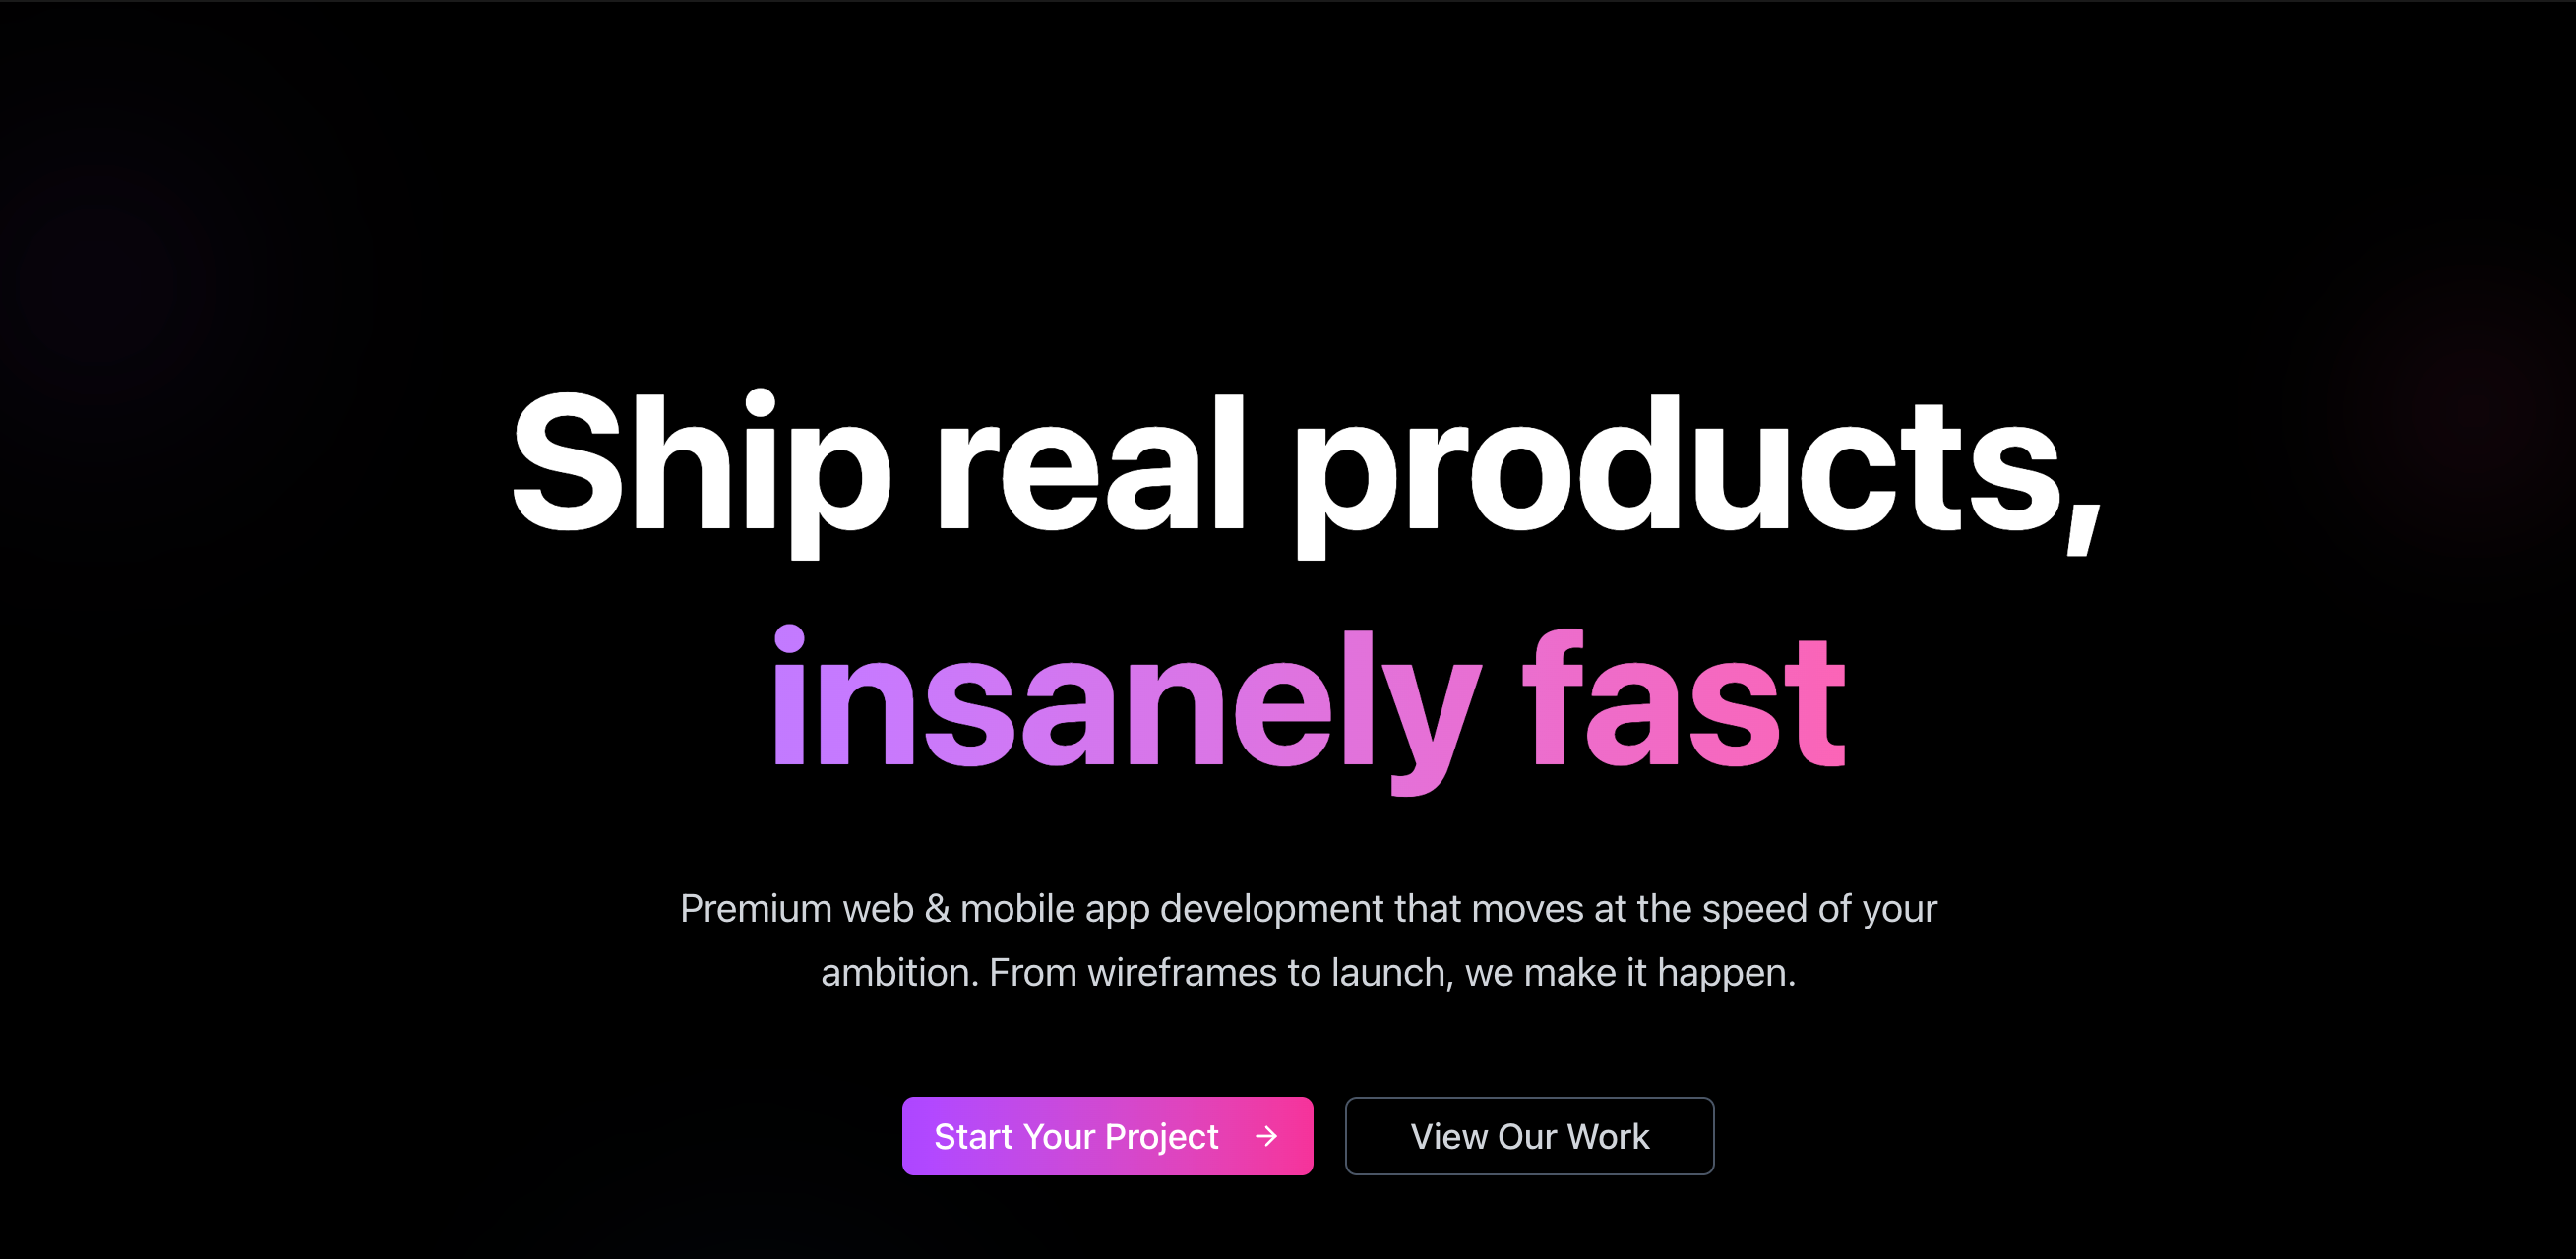 Ship real products,
insanely fast
Premium web & mobile app development that moves at the speed of your
ambition. From wireframes to launch, we make it happen.
Start Your Project →
View Our Work